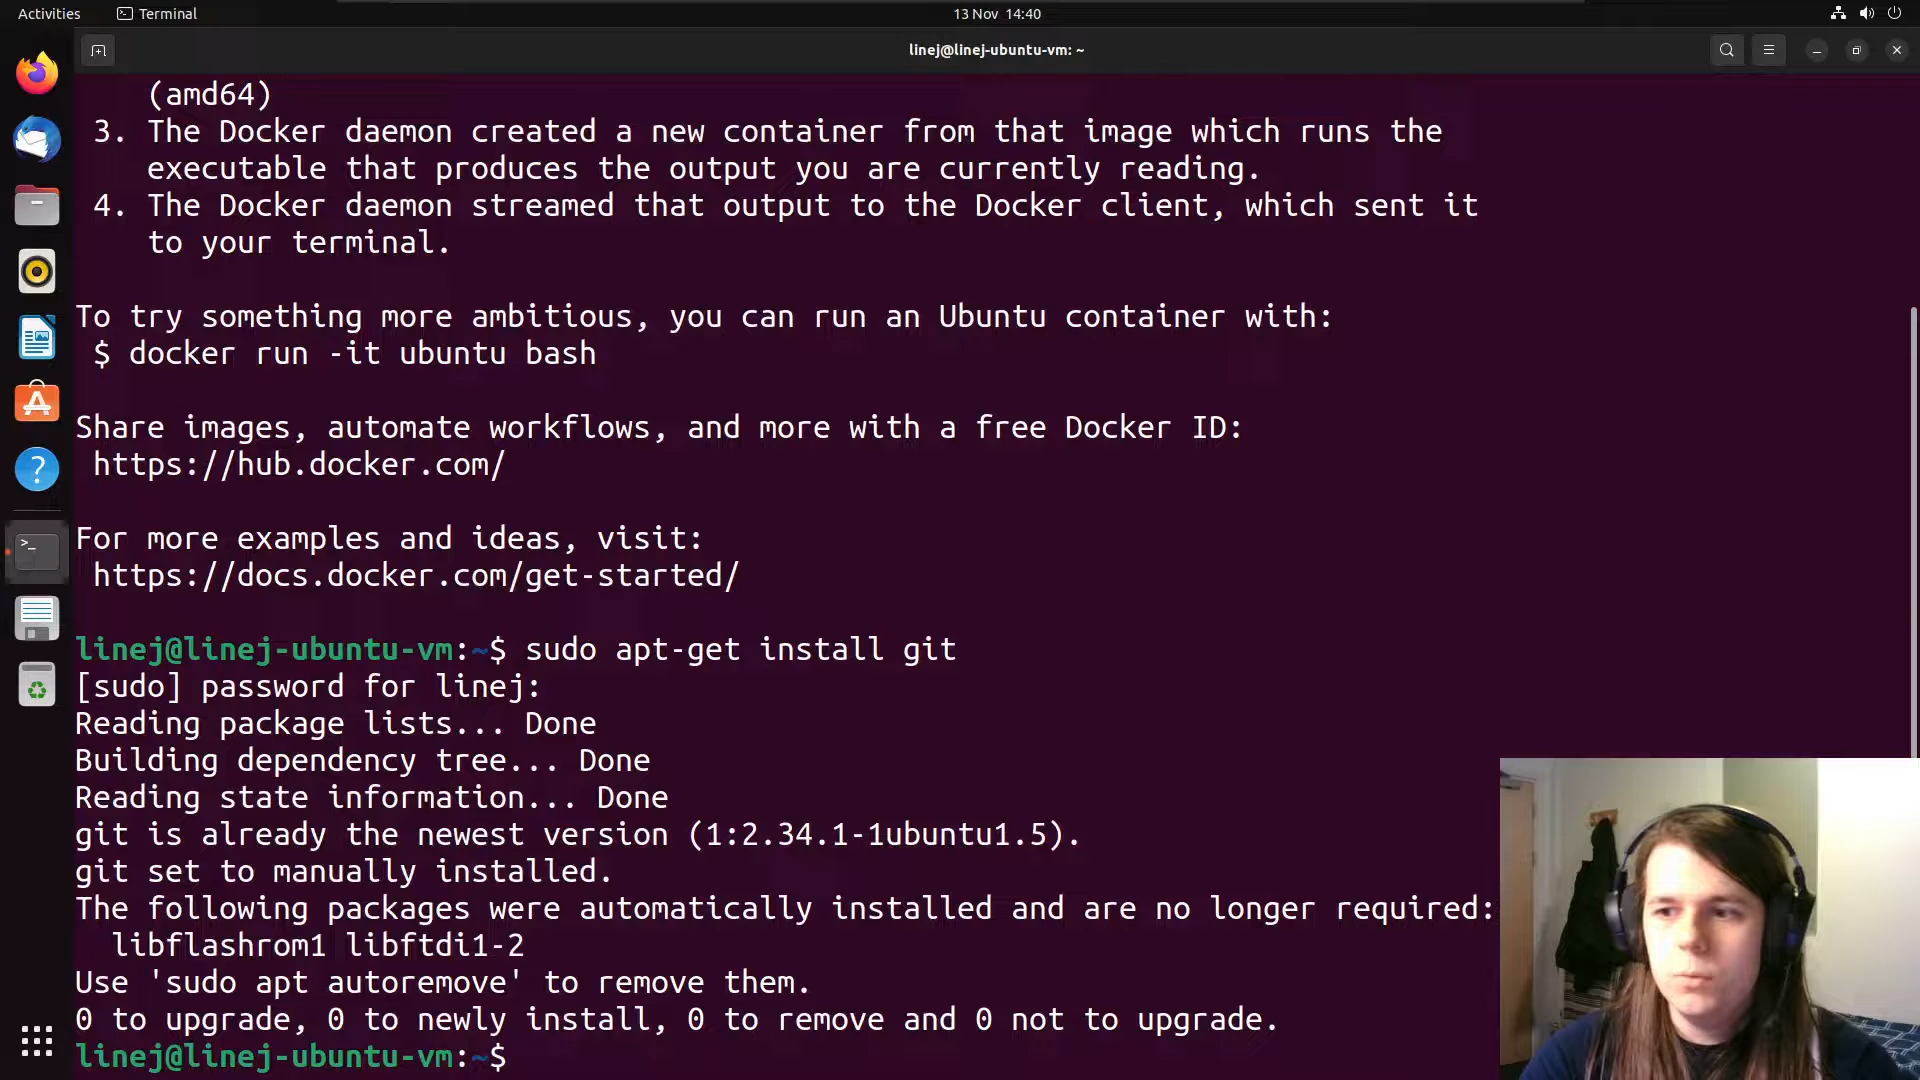 Activities
Terminal
13 Nov 14:40
linej@linej-ubuntu-vm: ~
(amd64)
3. The Docker daemon created a new container from that image which runs the
executable that produces the output you are currently reading.
4. The Docker daemon streamed that output to the Docker client, which sent it
to your terminal.
To try something more ambitious, you can run an Ubuntu container with:
$ docker run -it ubuntu bash
Share images, automate workflows, and more with a free Docker ID:
https://hub.docker.com/
For more examples and ideas, visit:
https://docs.docker.com/get-started/
linej@linej-ubuntu-vm:~$ sudo apt-get install git
[sudo] password for linej:
Reading package lists... Done
Building dependency tree... Done
Reading state information... Done
git is already the newest version (1:2.34.1-1ubuntu1.5).
git set to manually installed.
The following packages were automatically installed and are no longer required:
libflashrom1 libftdi1-2
Use 'sudo apt autoremove' to remove them.
0 to upgrade, 0 to newly install, 0 to remove and 0 not to upgrade.
linej@linej-ubuntu-vm:~$